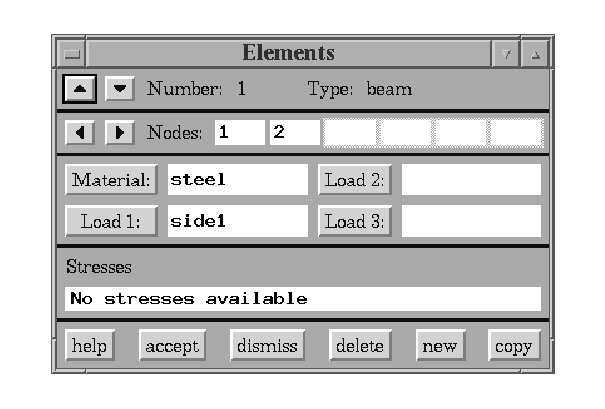 Elements
Number: 1 Type: beam
Nodes: 1 2
Material: steel Load 2:
Load 1: side1 Load 3:
Stresses
No stresses available
help accept dismiss delete new copy